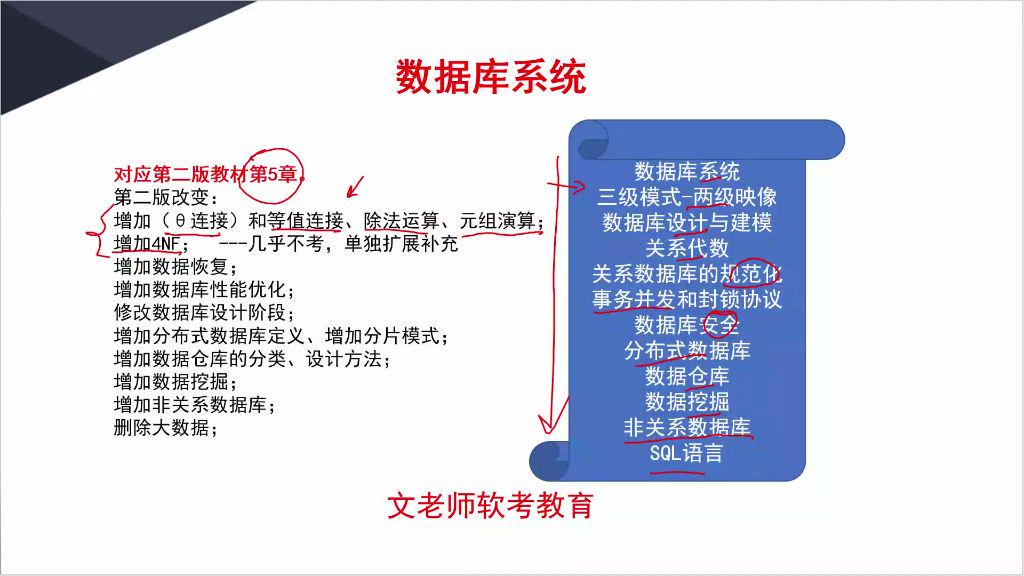 数据库系统
对应第二版教材第5章。
第二版改变：
增加（θ连接）和等值连接、除法运算、元组演算；
增加4NF；  ---几乎不考，单独扩展补充
增加数据恢复；
增加数据库性能优化；
修改数据库设计阶段；
增加分布式数据库定义、增加分片模式；
增加数据仓库的分类、设计方法；
增加数据挖掘；
增加非关系数据库；
删除大数据；
数据库系统
三级模式-两级映像
数据库设计与建模
关系代数
关系数据库的规范化
事务并发和封锁协议
数据库安全
分布式数据库
数据仓库
数据挖掘
非关系数据库
SQL语言
文老师软考教育